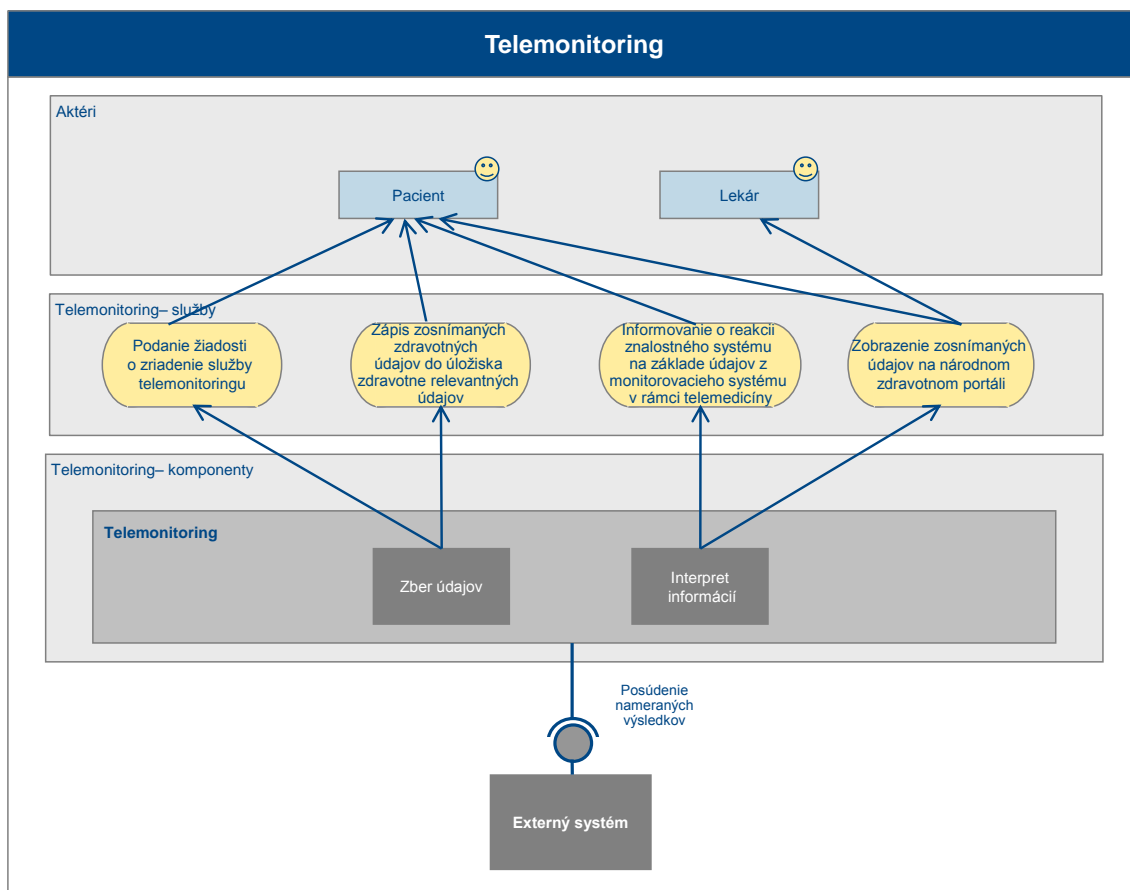 Telemonitoring
Aktéri
Pacient
Lekár
Telemonitoring– služby
Podanie žiadosti
o zriadenie služby
telemonitoringu
Zápis zosnímaných
zdravotných
údajov do úložiska
zdravotne relevantných
údajov
Informovanie o reakcii
znalostného systému
na základe údajov z
monitorovacieho systému
v rámci telemedicíny
Zobrazenie zosnímaných
údajov na národnom
zdravotnom portáli
Telemonitoring– komponenty
Telemonitoring
Zber údajov
Interpret
informácií
Posúdenie
nameraných
výsledkov
Externý systém